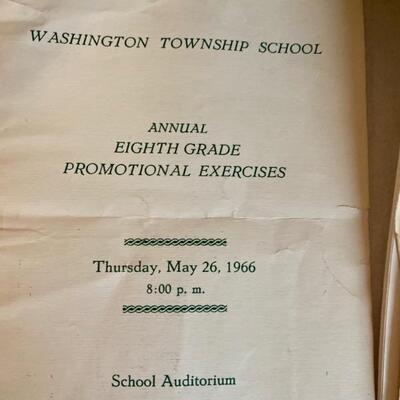 WASHINGTON TOWNSHIP SCHOOL
ANNUAL
EIGHTH GRADE
PROMOTIONAL EXERCISES
Thursday, May 26, 1966
8:00 p. m.
School Auditorium